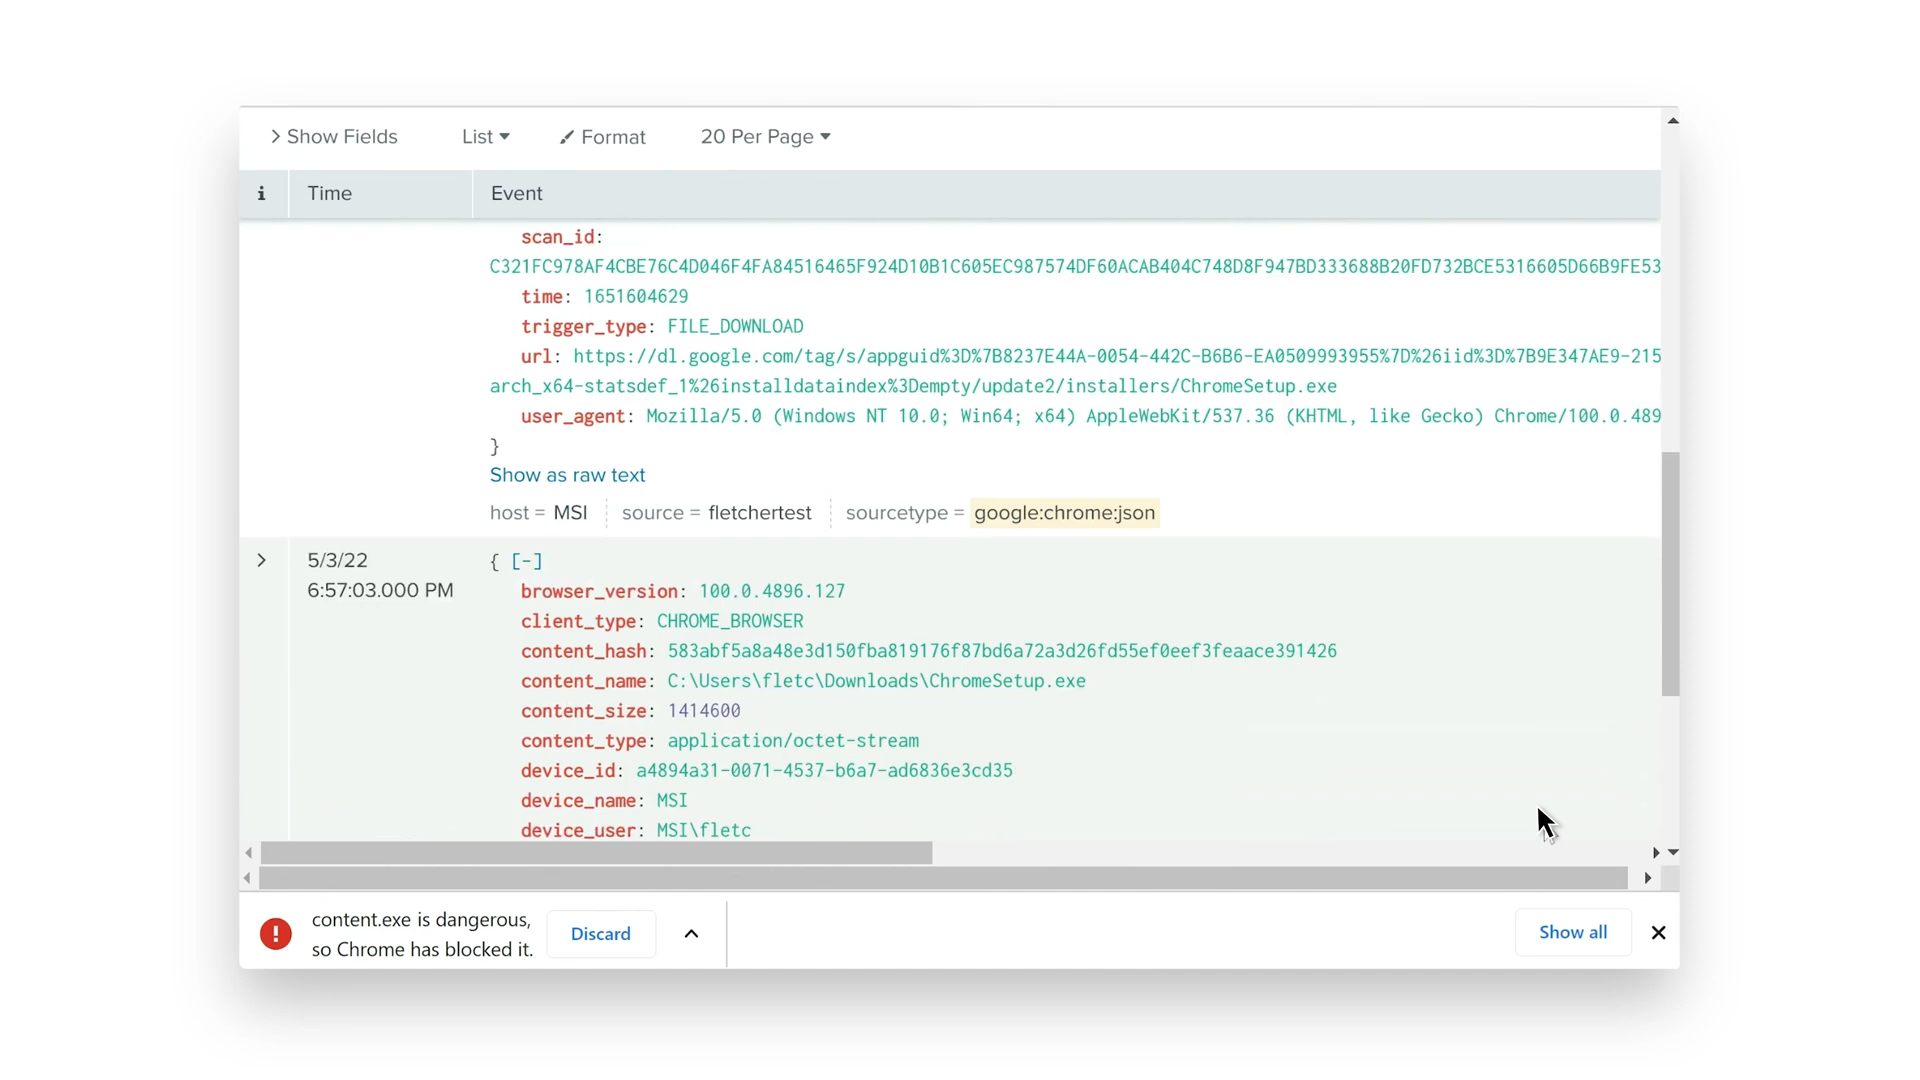 Show Fields List Format 20 Per Page
i Time Event
scan_id:
C321FC978AF4CBE76C4D046F4FA84516465F924D10B1C605EC987574DF60ACAB404C748D8F947BD333688B20FD732BCE5316605D66B9FE53
time: 1651604629
trigger_type: FILE_DOWNLOAD
url: https://dl.google.com/tag/s/appguid%3D%7B8237E44A-0054-442C-B6B6-EA0509993955%7D%26iid%3D%7B9E347AE9-215
arch_x64-statsdef_1%26installdataindex%3Dempty/update2/installers/ChromeSetup.exe
user_agent: Mozilla/5.0 (Windows NT 10.0; Win64; x64) AppleWebKit/537.36 (KHTML, like Gecko) Chrome/100.0.489
}
Show as raw text
host = MSI source = fletchertest sourcetype = google:chrome:json
5/3/22 { [-]
6:57:03.000 PM browser_version: 100.0.4896.127
client_type: CHROME_BROWSER
content_hash: 583abf5a8a48e3d150fba819176f87bd6a72a3d26fd55ef0eef3feaace391426
content_name: C:\Users\fletc\Downloads\ChromeSetup.exe
content_size: 1414600
content_type: application/octet-stream
device_id: a4894a31-0071-4537-b6a7-ad6836e3cd35
device_name: MSI
device_user: MSI\fletc
content.exe is dangerous,
so Chrome has blocked it.
Discard
Show all